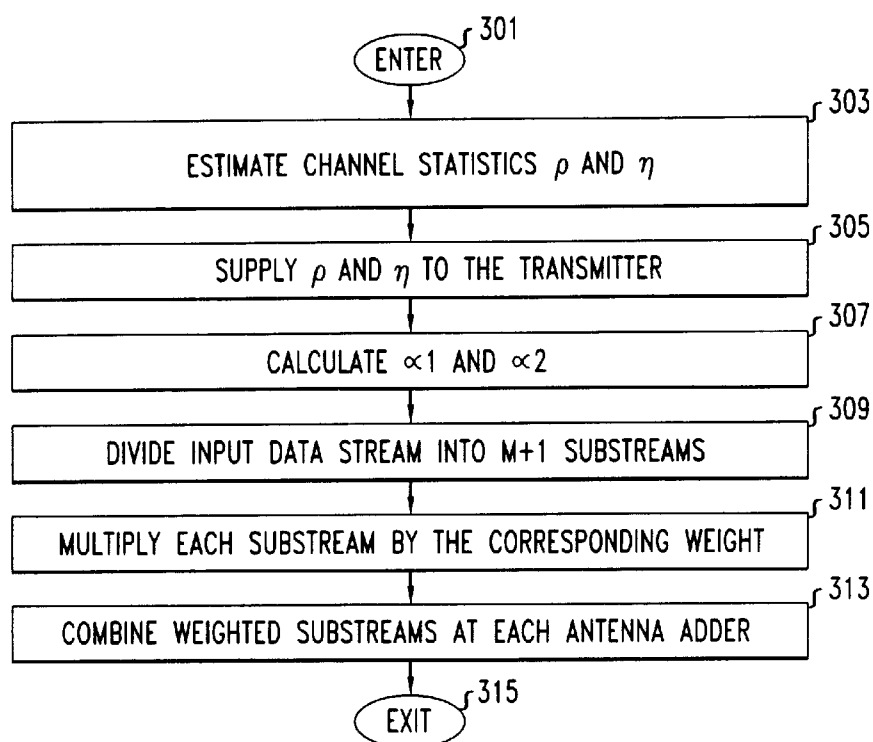 301
ENTER
303
ESTIMATE CHANNEL STATISTICS ρ AND η
305
SUPPLY ρ AND η TO THE TRANSMITTER
307
CALCULATE ∝1 AND ∝2
309
DIVIDE INPUT DATA STREAM INTO M+1 SUBSTREAMS
311
MULTIPLY EACH SUBSTREAM BY THE CORRESPONDING WEIGHT
313
COMBINE WEIGHTED SUBSTREAMS AT EACH ANTENNA ADDER
315
EXIT